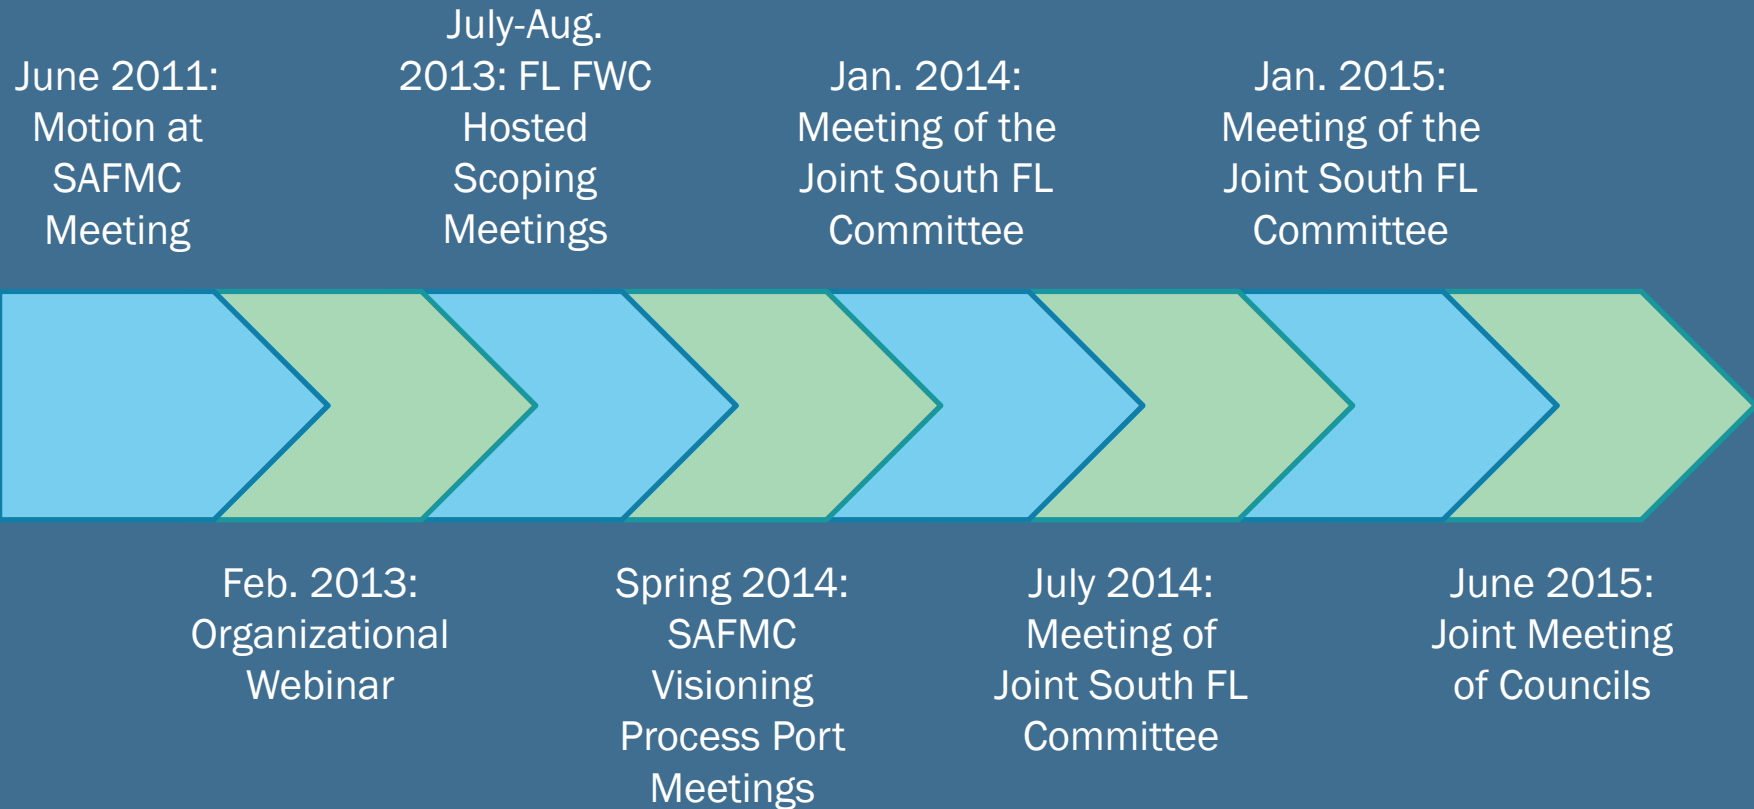 June 2011:
Motion at
SAFMC
Meeting
July-Aug.
2013: FL FWC
Hosted
Scoping
Meetings
Jan. 2014:
Meeting of the
Joint South FL
Committee
Jan. 2015:
Meeting of the
Joint South FL
Committee
Feb. 2013:
Organizational
Webinar
Spring 2014:
SAFMC
Visioning
Process Port
Meetings
July 2014:
Meeting of
Joint South FL
Committee
June 2015:
Joint Meeting
of Councils